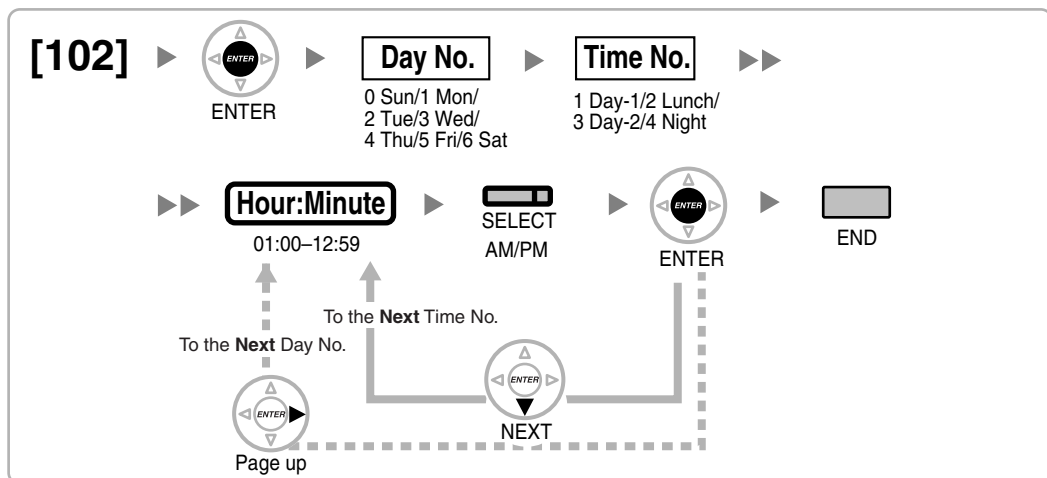 [102]
ENTER
ENTER
Day No.
0 Sun/1 Mon/
2 Tue/3 Wed/
4 Thu/5 Fri/6 Sat
Time No.
1 Day-1/2 Lunch/
3 Day-2/4 Night
Hour:Minute
01:00–12:59
SELECT
AM/PM
ENTER
ENTER
END
To the Next Time No.
To the Next Day No.
ENTER
NEXT
ENTER
Page up